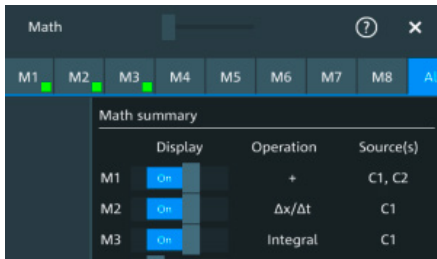 Math ? ×
M1 M2 M3 M4 M5 M6 M7 M8
Math summary
Display Operation Source(s)
M1 On + C1, C2
M2 On Δx/Δt C1
M3 On Integral C1